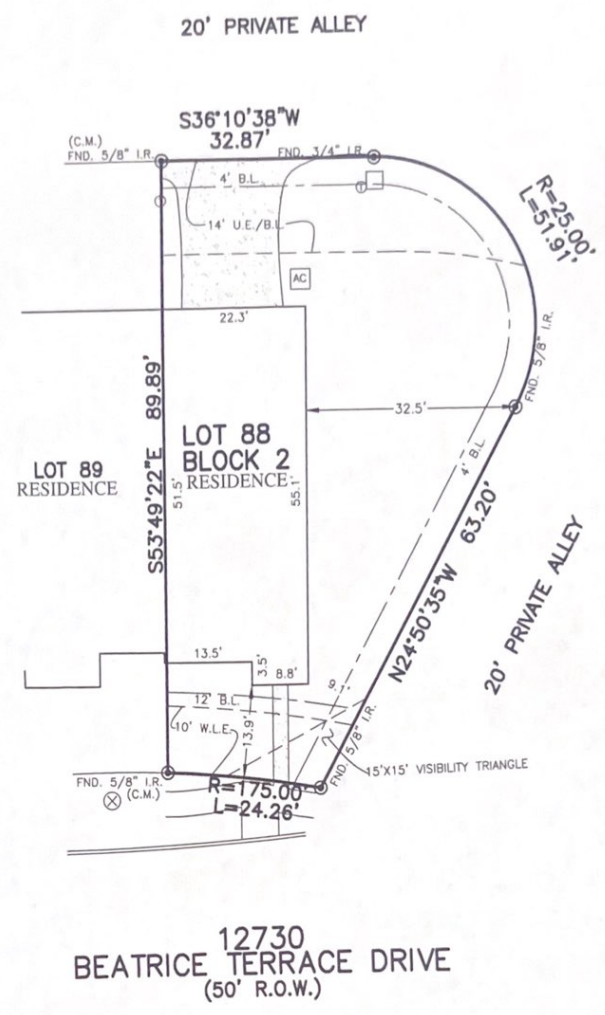 20' PRIVATE ALLEY
S36°10'38"W
32.87'
(C.M.)
FND. 5/8" I.R.
FND. 3/4" I.R.
4' B.L.
R=25.00'
L=51.91'
14' U.E./B.L.
AC
22.3'
FND. 5/8" I.R.
32.5'
S53°49'22"E 89.89'
LOT 88
BLOCK 2
RESIDENCE
LOT 89
RESIDENCE
51.5'
55.1'
4' B.L.
N24°50'35"W 63.20'
20' PRIVATE ALLEY
13.5'
3.5'
8.8'
9.1'
12' B.L.
10' W.L.E.
13.9'
FND. 5/8" I.R.
15'X15' VISIBILITY TRIANGLE
FND. 5/8" I.R.
(C.M.)
R=175.00'
L=24.26'
12730
BEATRICE TERRACE DRIVE
(50' R.O.W.)